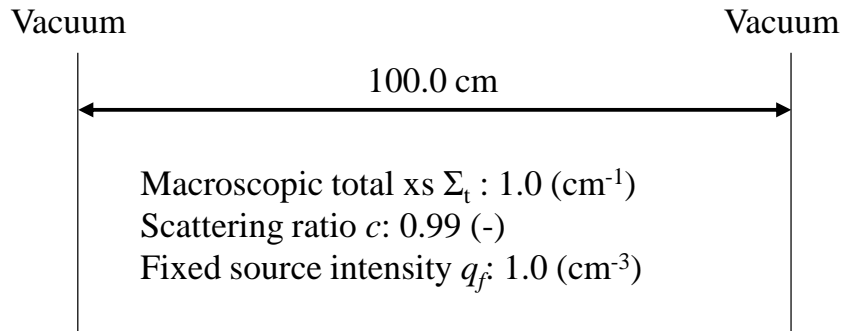 Vacuum Vacuum
100.0 cm
Macroscopic total xs Σt : 1.0 (cm-1)
Scattering ratio c: 0.99 (-)
Fixed source intensity qf: 1.0 (cm-3)